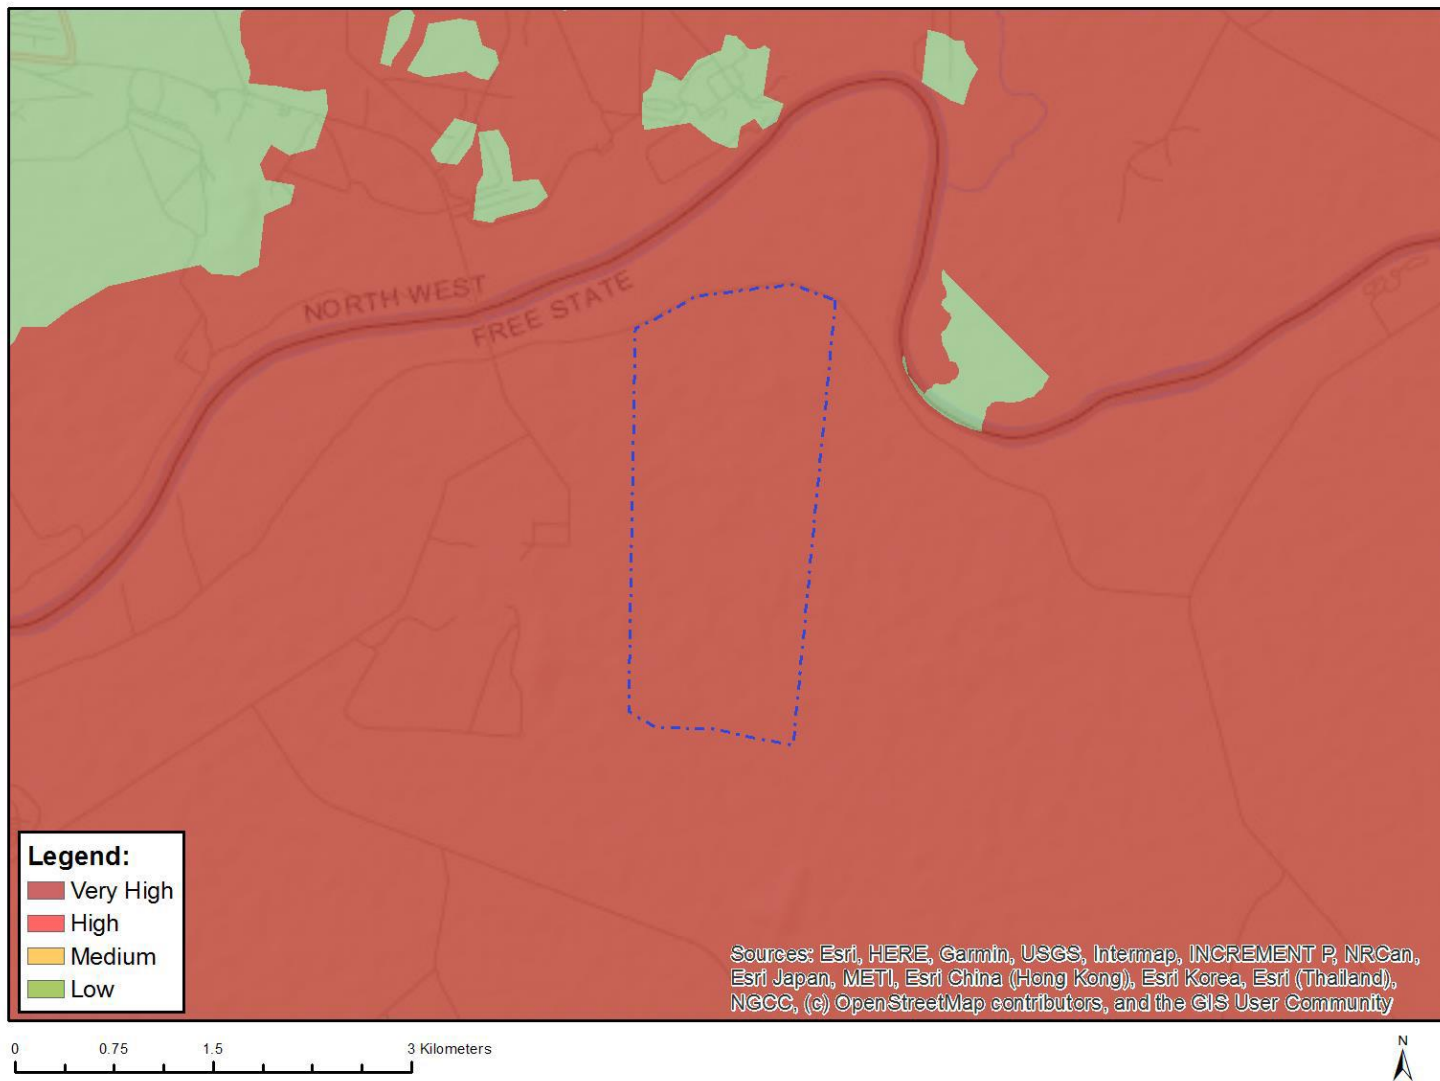 NORTH WEST
FREE STATE
Legend:
Very High
High
Medium
Low
Sources: Esri, HERE, Garmin, USGS, Intermap, INCREMENT P, NRCan,
Esri Japan, METI, Esri China (Hong Kong), Esri Korea, Esri (Thailand),
NGCC, (c) OpenStreetMap contributors, and the GIS User Community
0 0.75 1.5 3 Kilometers
N